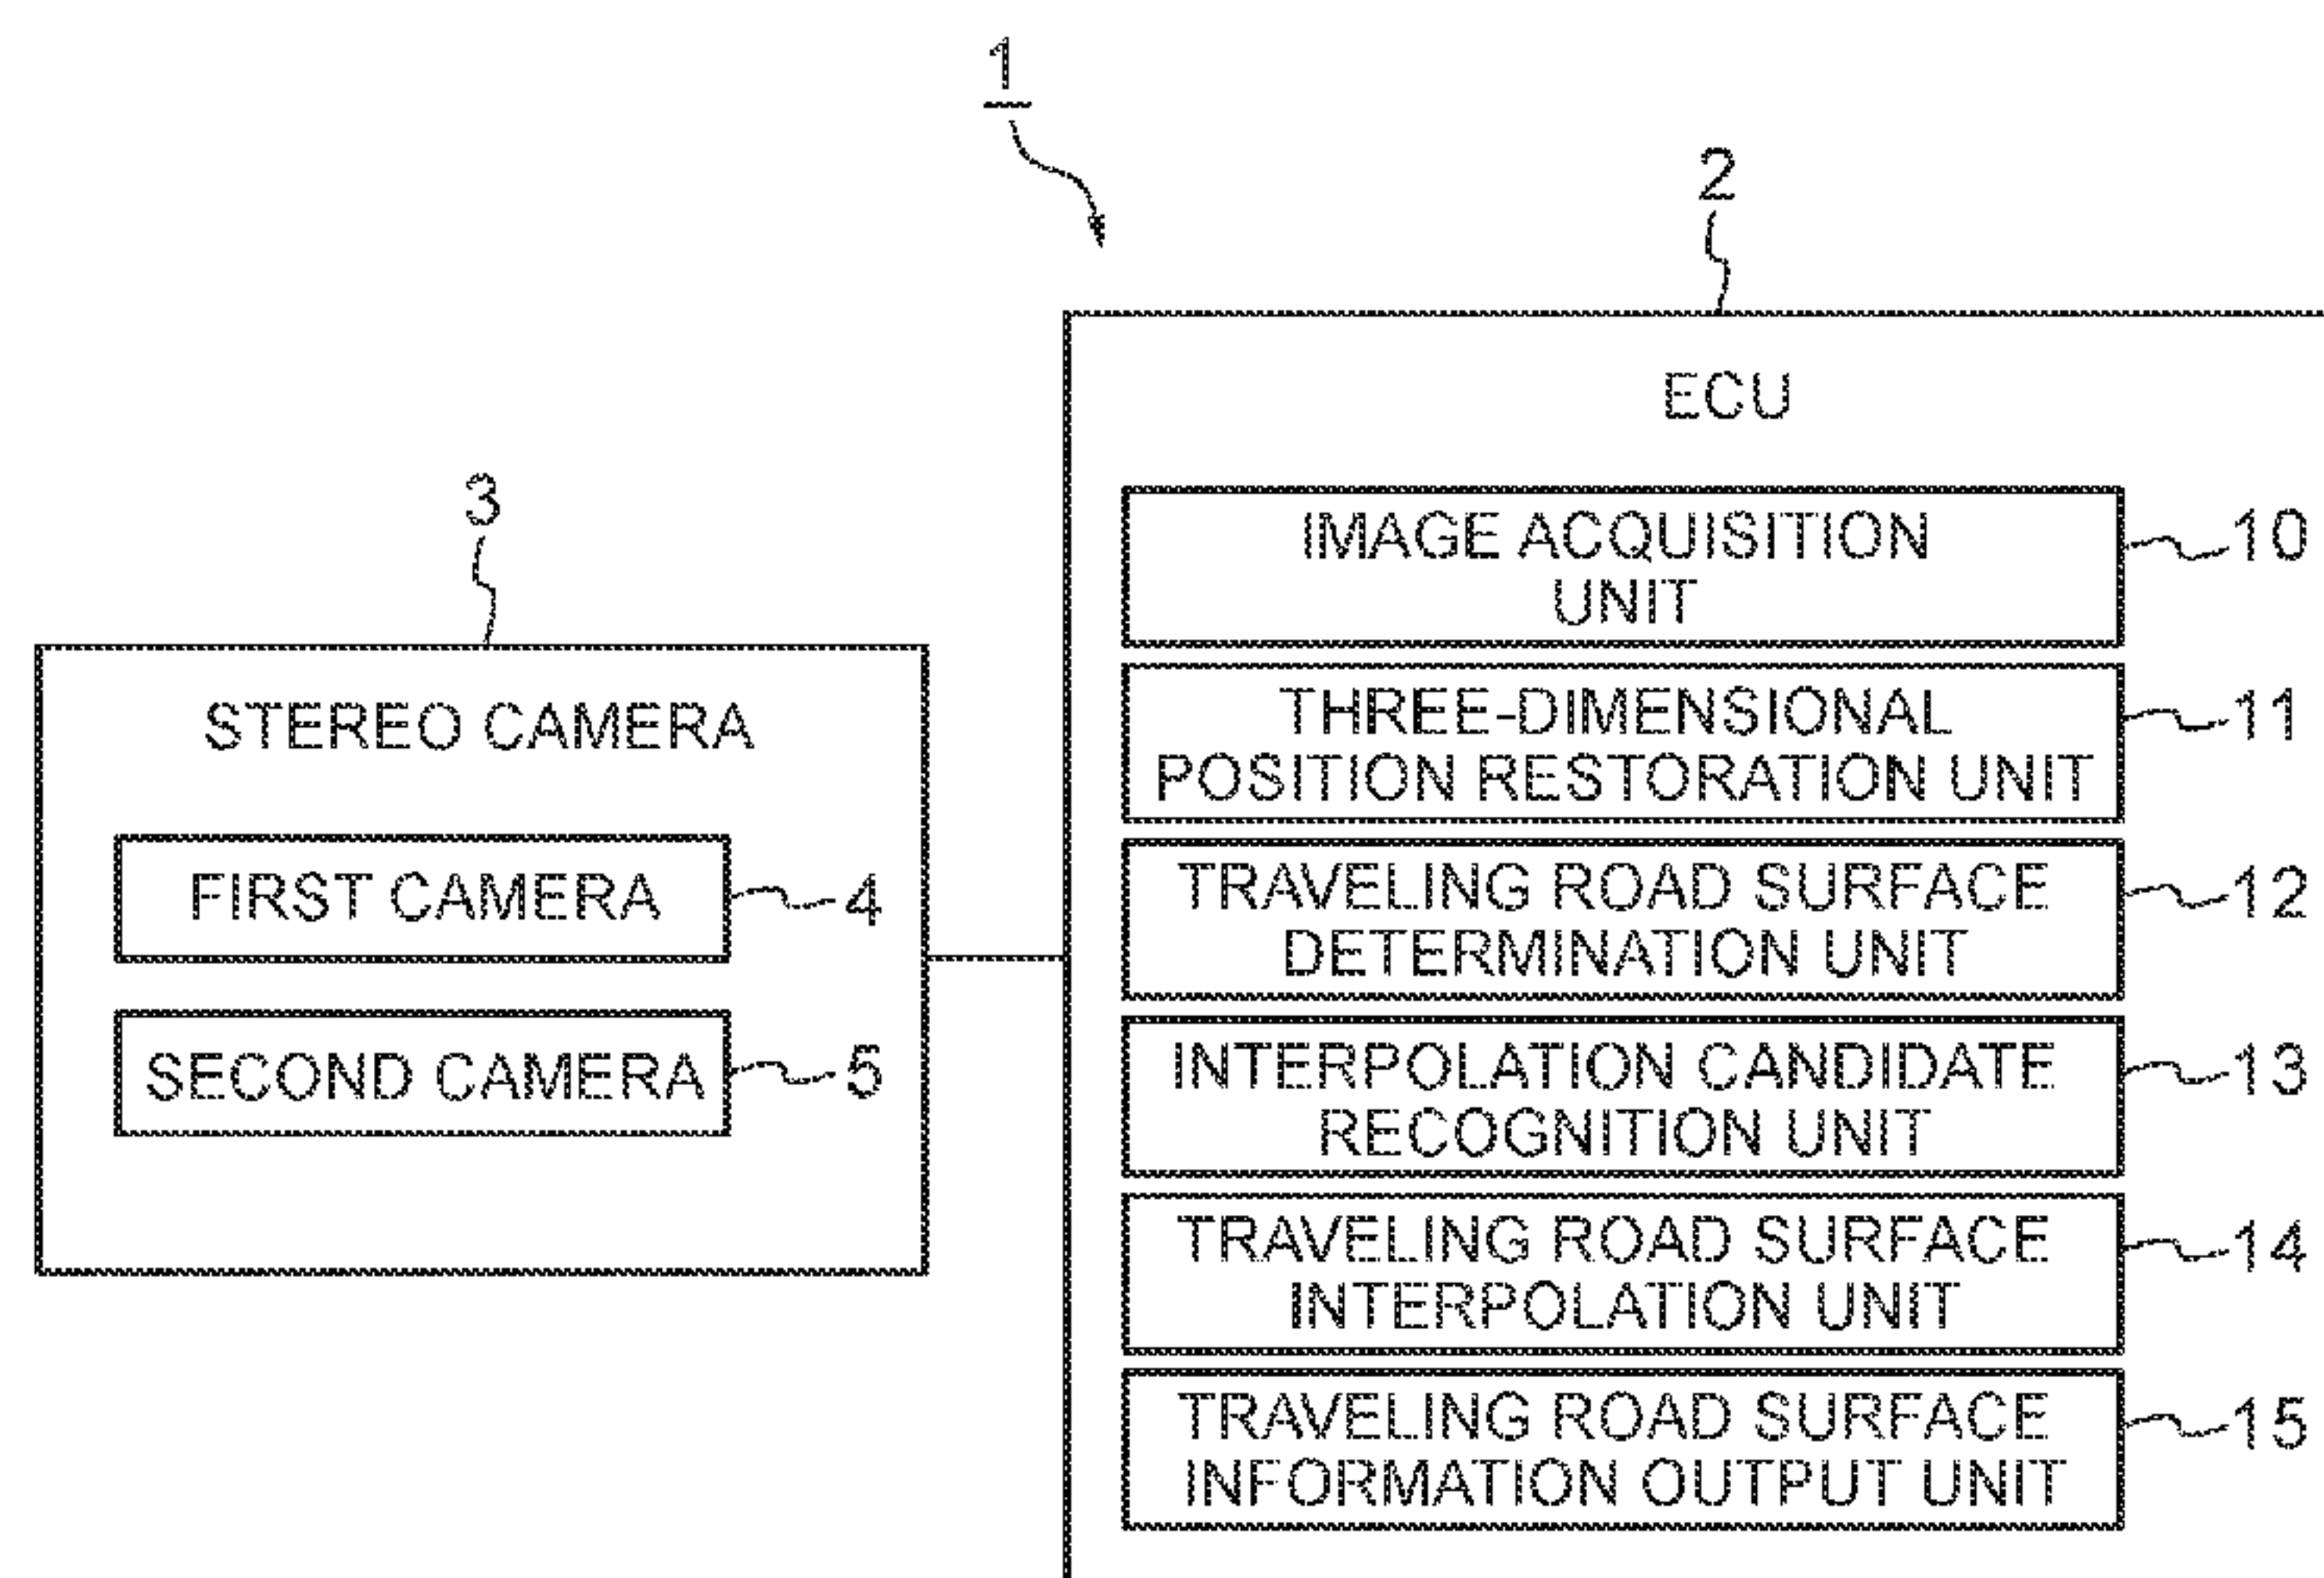 1
2
ECU
3
STEREO CAMERA
FIRST CAMERA
4
SECOND CAMERA
5
IMAGE ACQUISITION
UNIT
10
THREE-DIMENSIONAL
POSITION RESTORATION UNIT
11
TRAVELING ROAD SURFACE
DETERMINATION UNIT
12
INTERPOLATION CANDIDATE
RECOGNITION UNIT
13
TRAVELING ROAD SURFACE
INTERPOLATION UNIT
14
TRAVELING ROAD SURFACE
INFORMATION OUTPUT UNIT
15